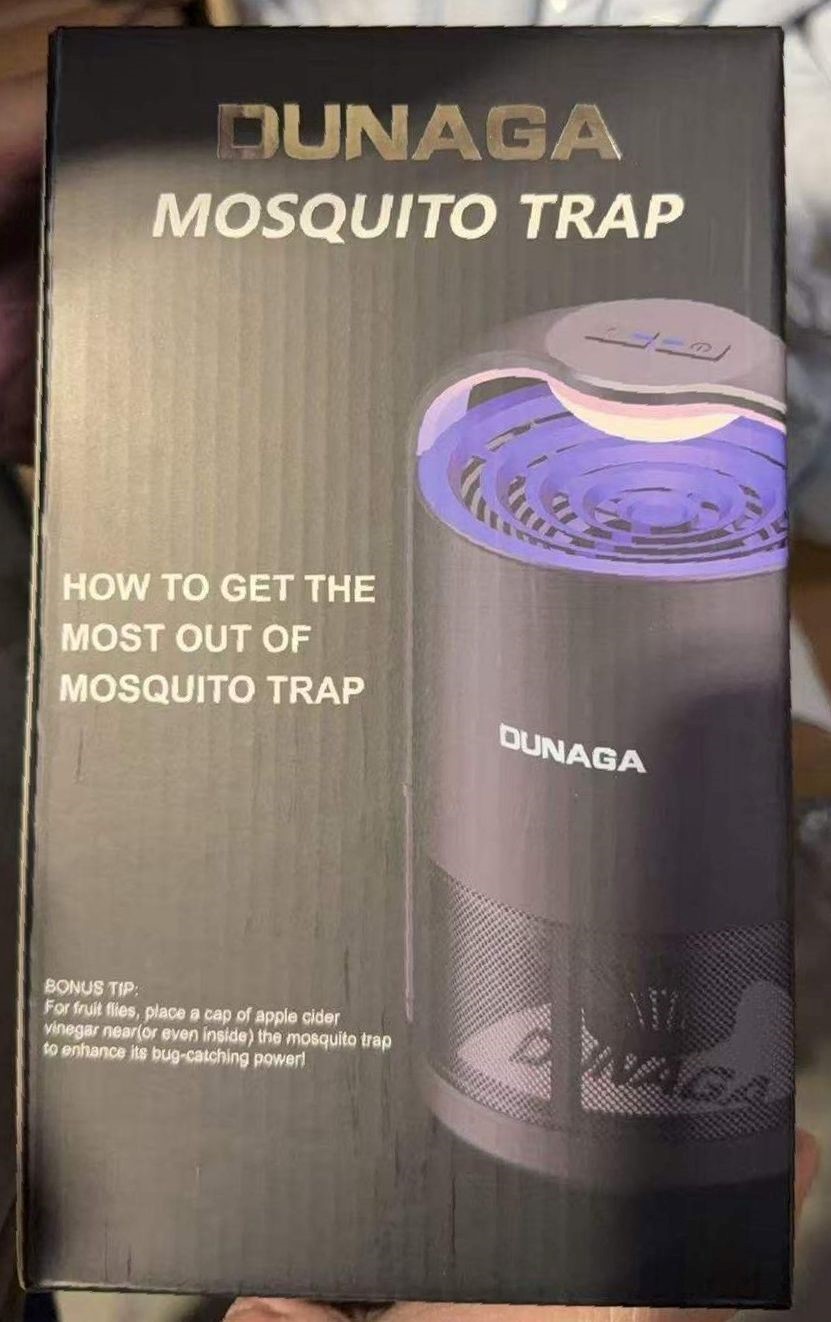 DUNAGA
MOSQUITO TRAP
HOW TO GET THE
MOST OUT OF
MOSQUITO TRAP
DUNAGA
BONUS TIP:
For fruit flies, place a cap of apple cider
vinegar near(or even inside) the mosquito trap
to enhance its bug-catching power!
DUNAGA